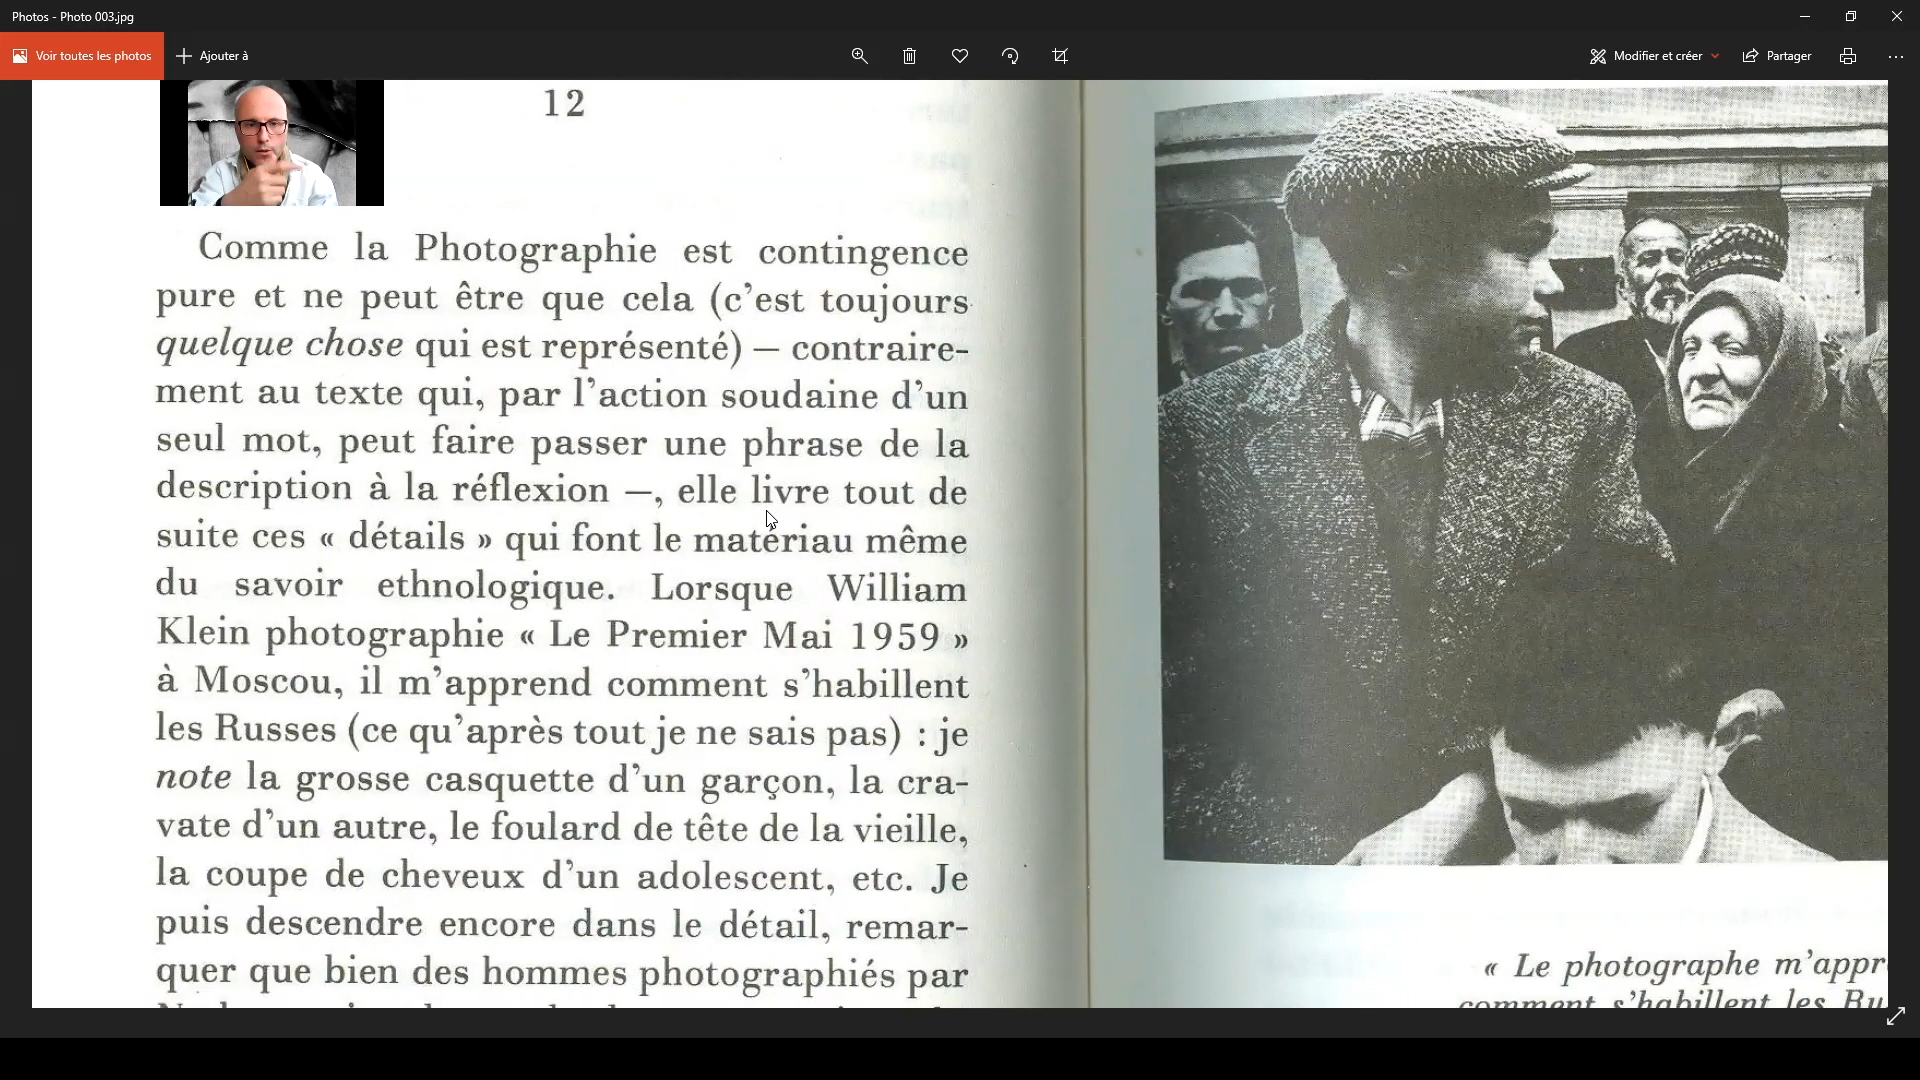 Photos - Photo 003.jpg
Voir toutes les photos
Ajouter à
Modifier et créer
Partager
12
Comme la Photographie est contingence
pure et ne peut être que cela (c’est toujours
quelque chose qui est représenté) — contraire-
ment au texte qui, par l’action soudaine d’un
seul mot, peut faire passer une phrase de la
description à la réflexion —, elle livre tout de
suite ces « détails » qui font le matériau même
du savoir ethnologique. Lorsque William
Klein photographie « Le Premier Mai 1959 »
à Moscou, il m’apprend comment s’habillent
les Russes (ce qu’après tout je ne sais pas) : je
note la grosse casquette d’un garçon, la cra-
vate d’un autre, le foulard de tête de la vieille,
la coupe de cheveux d’un adolescent, etc. Je
puis descendre encore dans le détail, remar-
quer que bien des hommes photographiés par
« Le photographe m’appr
comment s’habillent les Ru